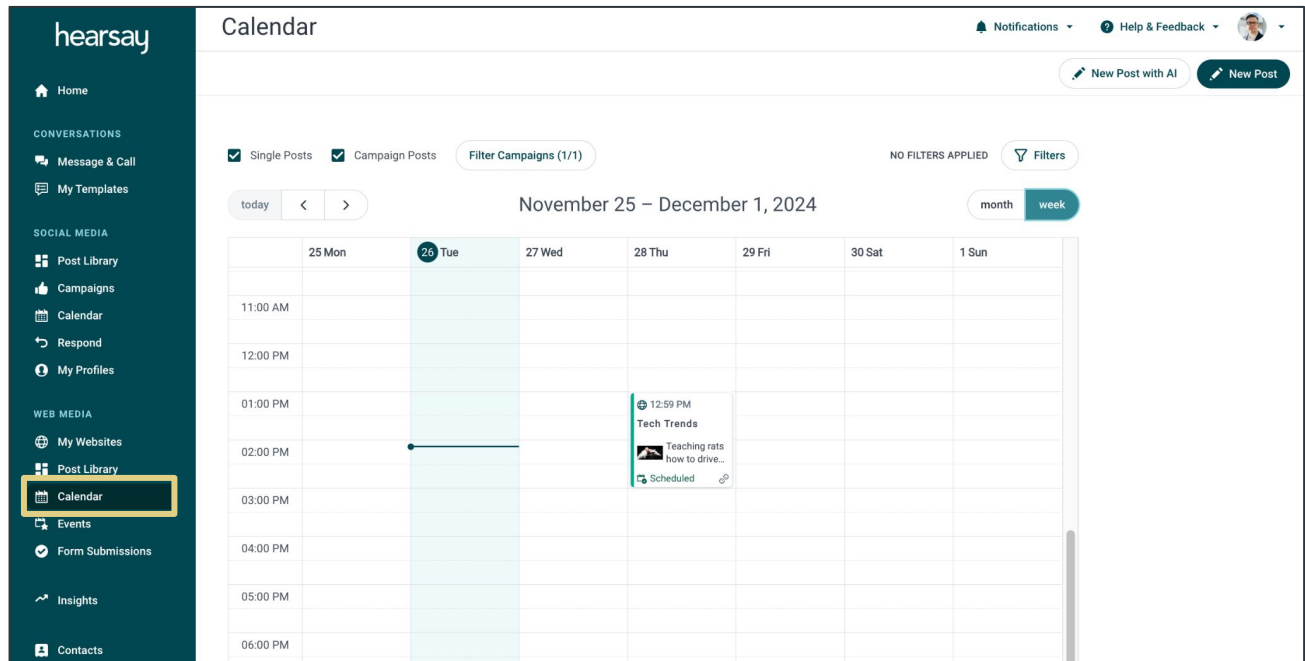 hearsay
Calendar
Notifications
Help & Feedback
New Post with AI
New Post
Home
CONVERSATIONS
Message & Call
My Templates
SOCIAL MEDIA
Post Library
Campaigns
Calendar
Respond
My Profiles
WEB MEDIA
My Websites
Post Library
Calendar
Events
Form Submissions
Insights
Contacts
Single Posts
Campaign Posts
Filter Campaigns (1/1)
NO FILTERS APPLIED
Filters
today
November 25 – December 1, 2024
month
week
25 Mon
26 Tue
27 Wed
28 Thu
29 Fri
30 Sat
1 Sun
11:00 AM
12:00 PM
01:00 PM
02:00 PM
03:00 PM
04:00 PM
05:00 PM
06:00 PM
12:59 PM
Tech Trends
Teaching rats
how to drive...
Scheduled